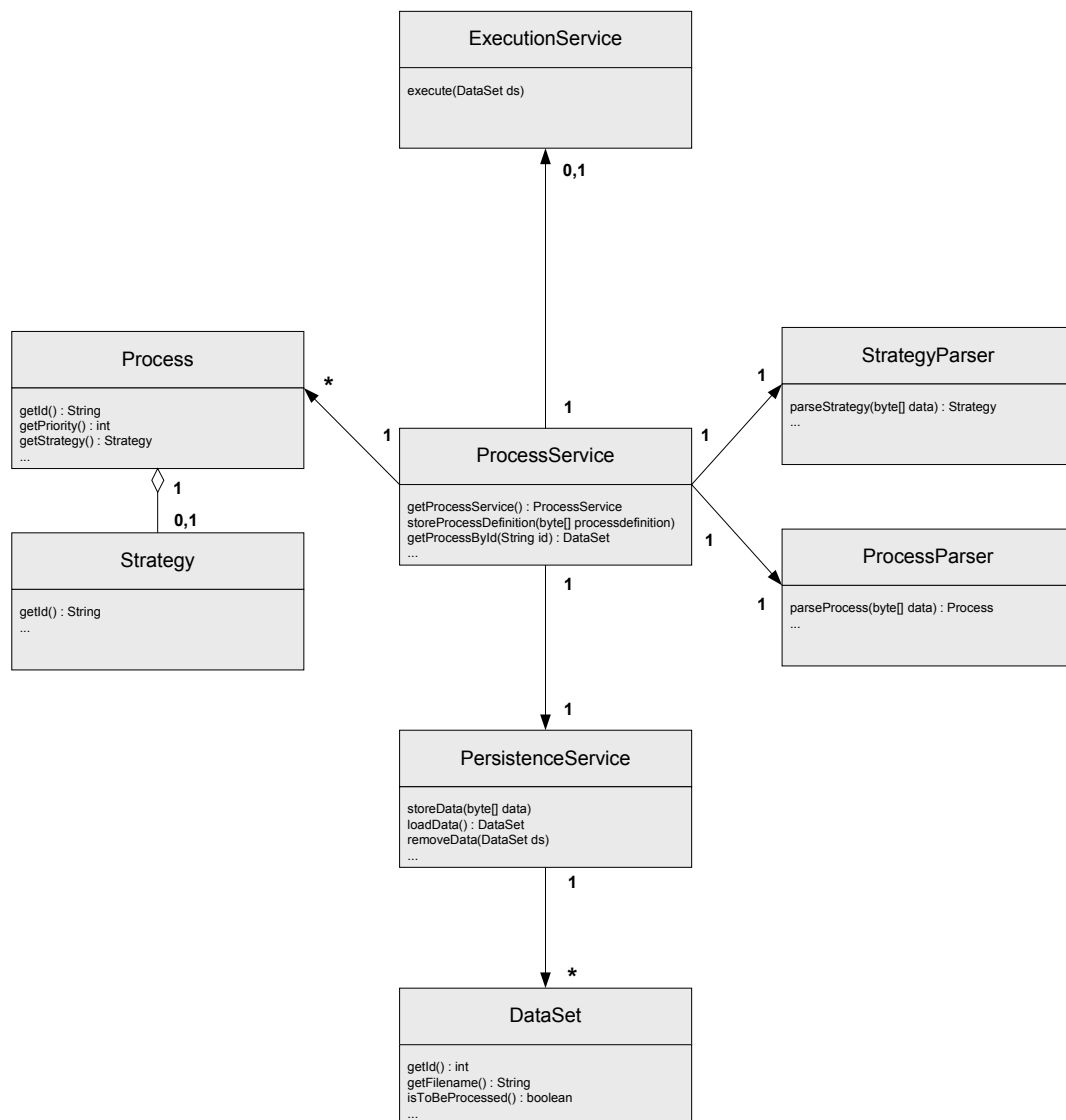 ExecutionService
execute(DataSet ds)
0,1
Process
getId() : String
getPriority() : int
getStrategy() : Strategy
...
*
1
1
0,1
Strategy
getId() : String
...
1
ProcessService
getProcessService() : ProcessService
storeProcessDefinition(byte[] processdefinition)
getProcessById(String id) : DataSet
...
1
1
StrategyParser
parseStrategy(byte[] data) : Strategy
...
1
1
ProcessParser
parseProcess(byte[] data) : Process
...
1
1
PersistenceService
storeData(byte[] data)
loadData() : DataSet
removeData(DataSet ds)
...
1
*
DataSet
getId() : int
getFilename() : String
isToBeProcessed() : boolean
...